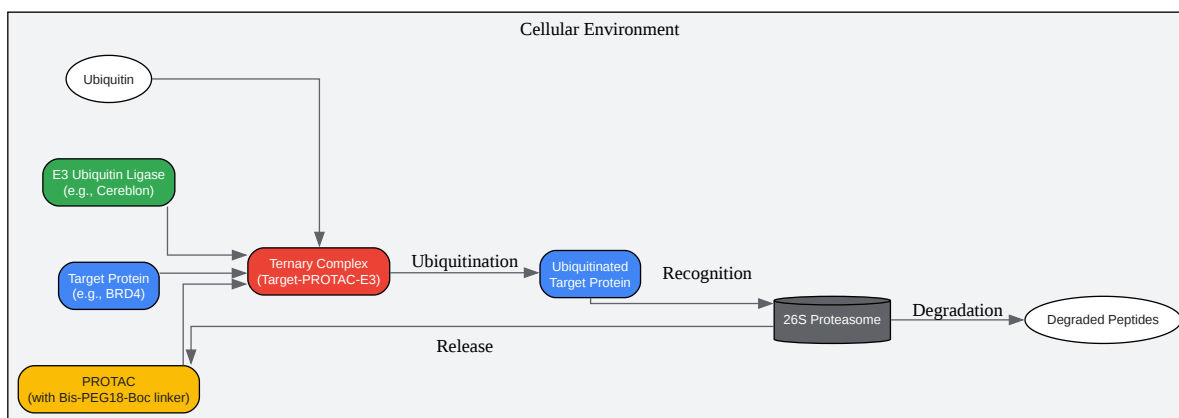 Cellular Environment
Ubiquitin
E3 Ubiquitin Ligase
(e.g., Cereblon)
Target Protein
(e.g., BRD4)
PROTAC
(with Bis-PEG18-Boc linker)
Ternary Complex
(Target-PROTAC-E3)
Ubiquitination
Ubiquitinated
Target Protein
Recognition
26S Proteasome
Release
Degradation
Degraded Peptides